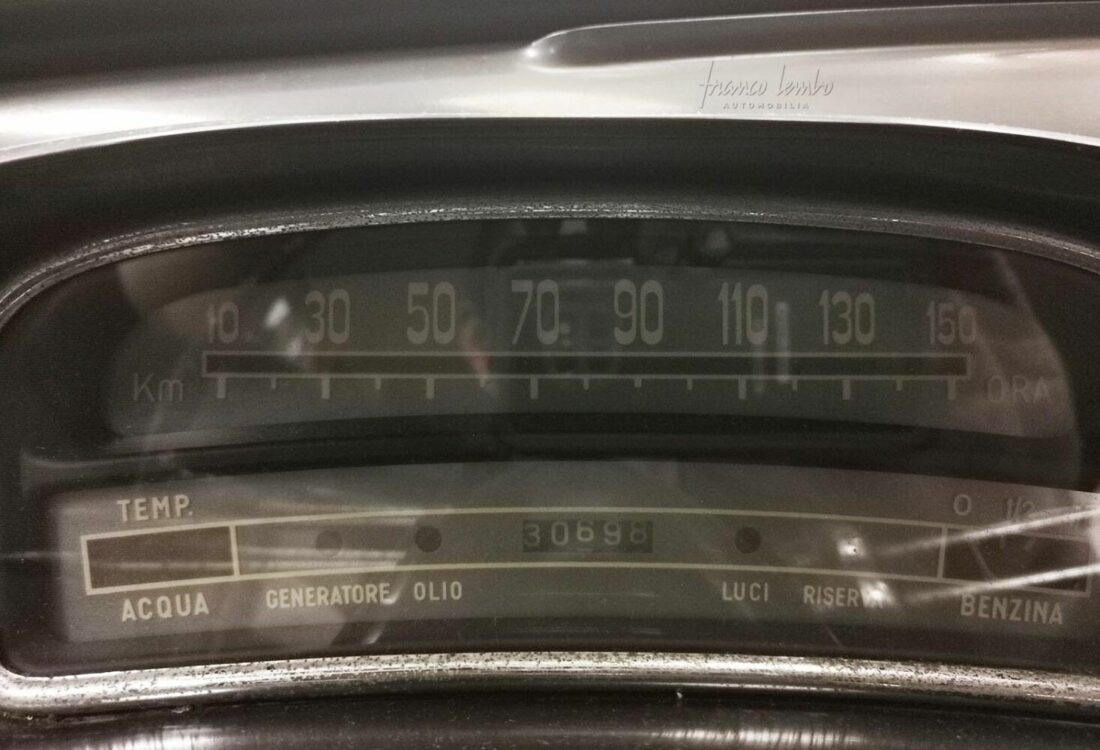 franco lembo
AUTOMOBILIA
10 30 50 70 90 110 130 150
Km ORA
TEMP. 0 1/2
30698
ACQUA GENERATORE OLIO LUCI RISERVA BENZINA